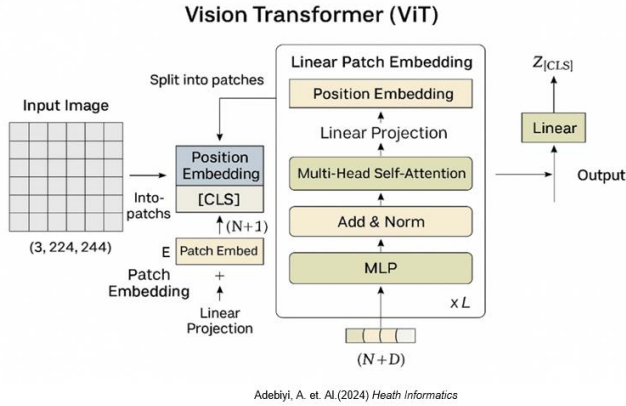 Vision Transformer (ViT)
Input Image
(3, 224, 244)
Split into patches
Into-
patchs
Position
Embedding
[CLS]
(N+1)
E
Patch Embed
Patch
Embedding
+
Linear
Projection
Linear Patch Embedding
Position Embedding
Linear Projection
Multi-Head Self-Attention
Add & Norm
MLP
x L
(N+D)
Z[CLS]
Linear
Output
Adebiyi, A. et. Al.(2024) Heath Informatics